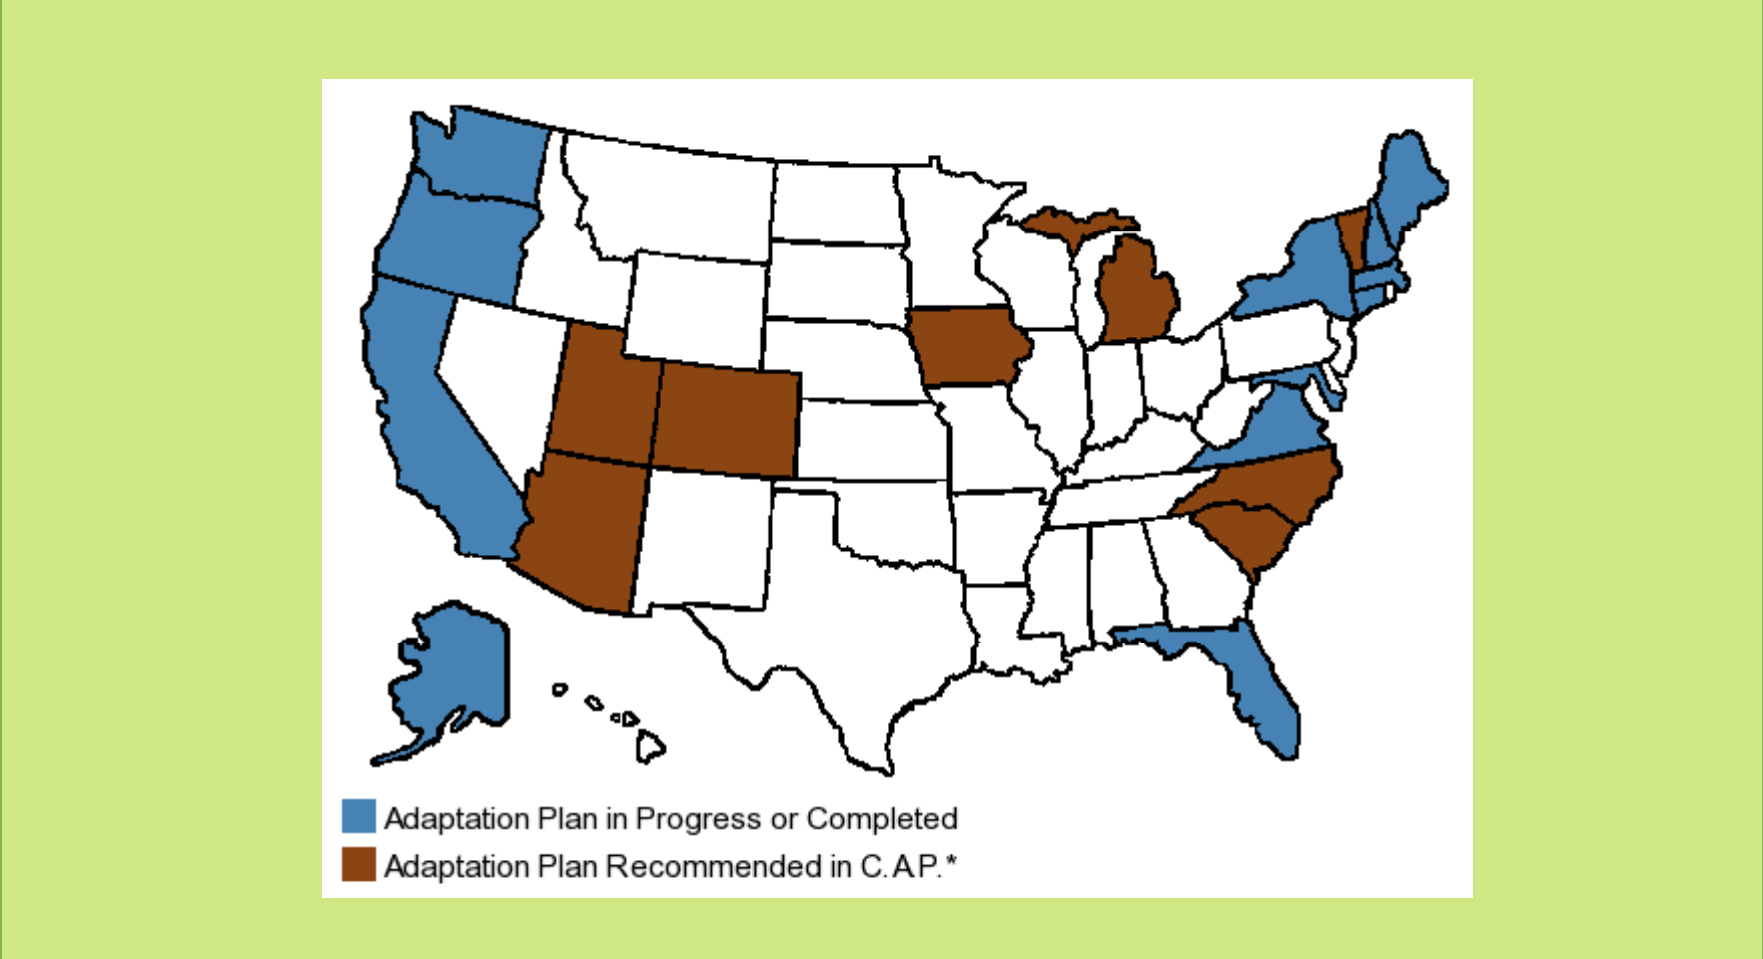 Adaptation Plan in Progress or Completed
Adaptation Plan Recommended in C.A.P.*